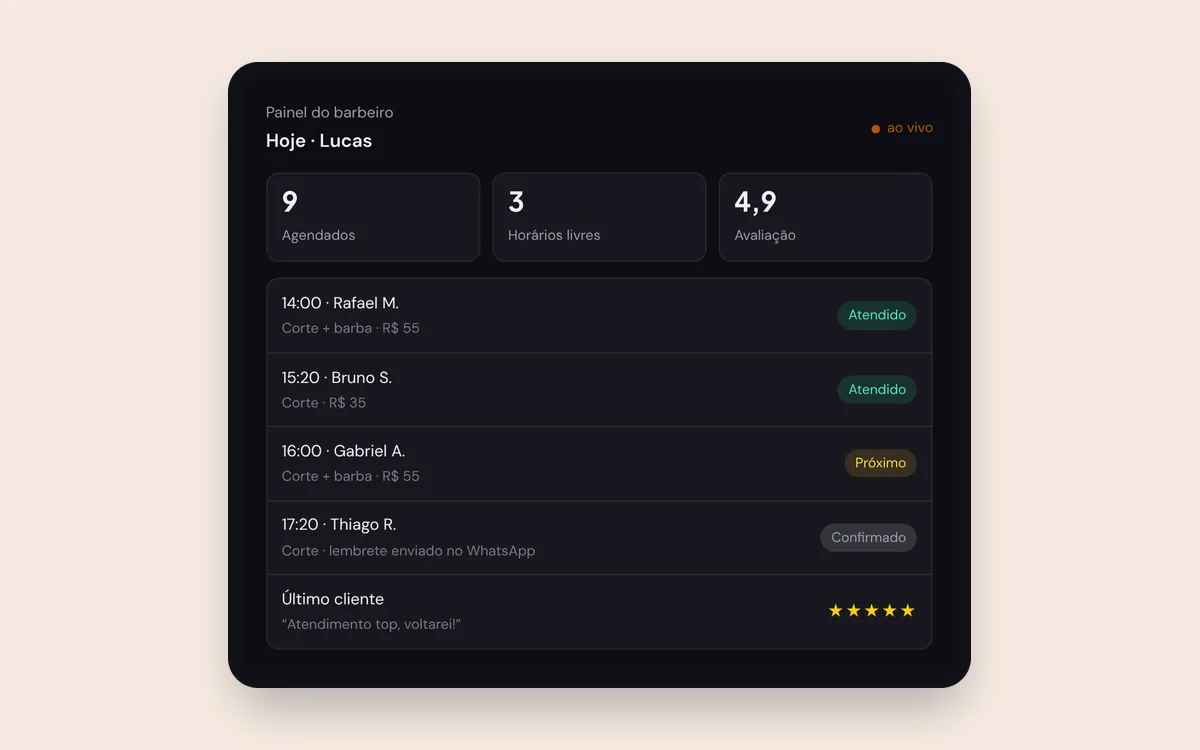 Painel do barbeiro
Hoje · Lucas
ao vivo
9
Agendados
3
Horários livres
4,9
Avaliação
14:00 · Rafael M.
Corte + barba · R$ 55
Atendido
15:20 · Bruno S.
Corte · R$ 35
Atendido
16:00 · Gabriel A.
Corte + barba · R$ 55
Próximo
17:20 · Thiago R.
Corte · lembrete enviado no WhatsApp
Confirmado
Último cliente
“Atendimento top, voltarei!”
★★★★★